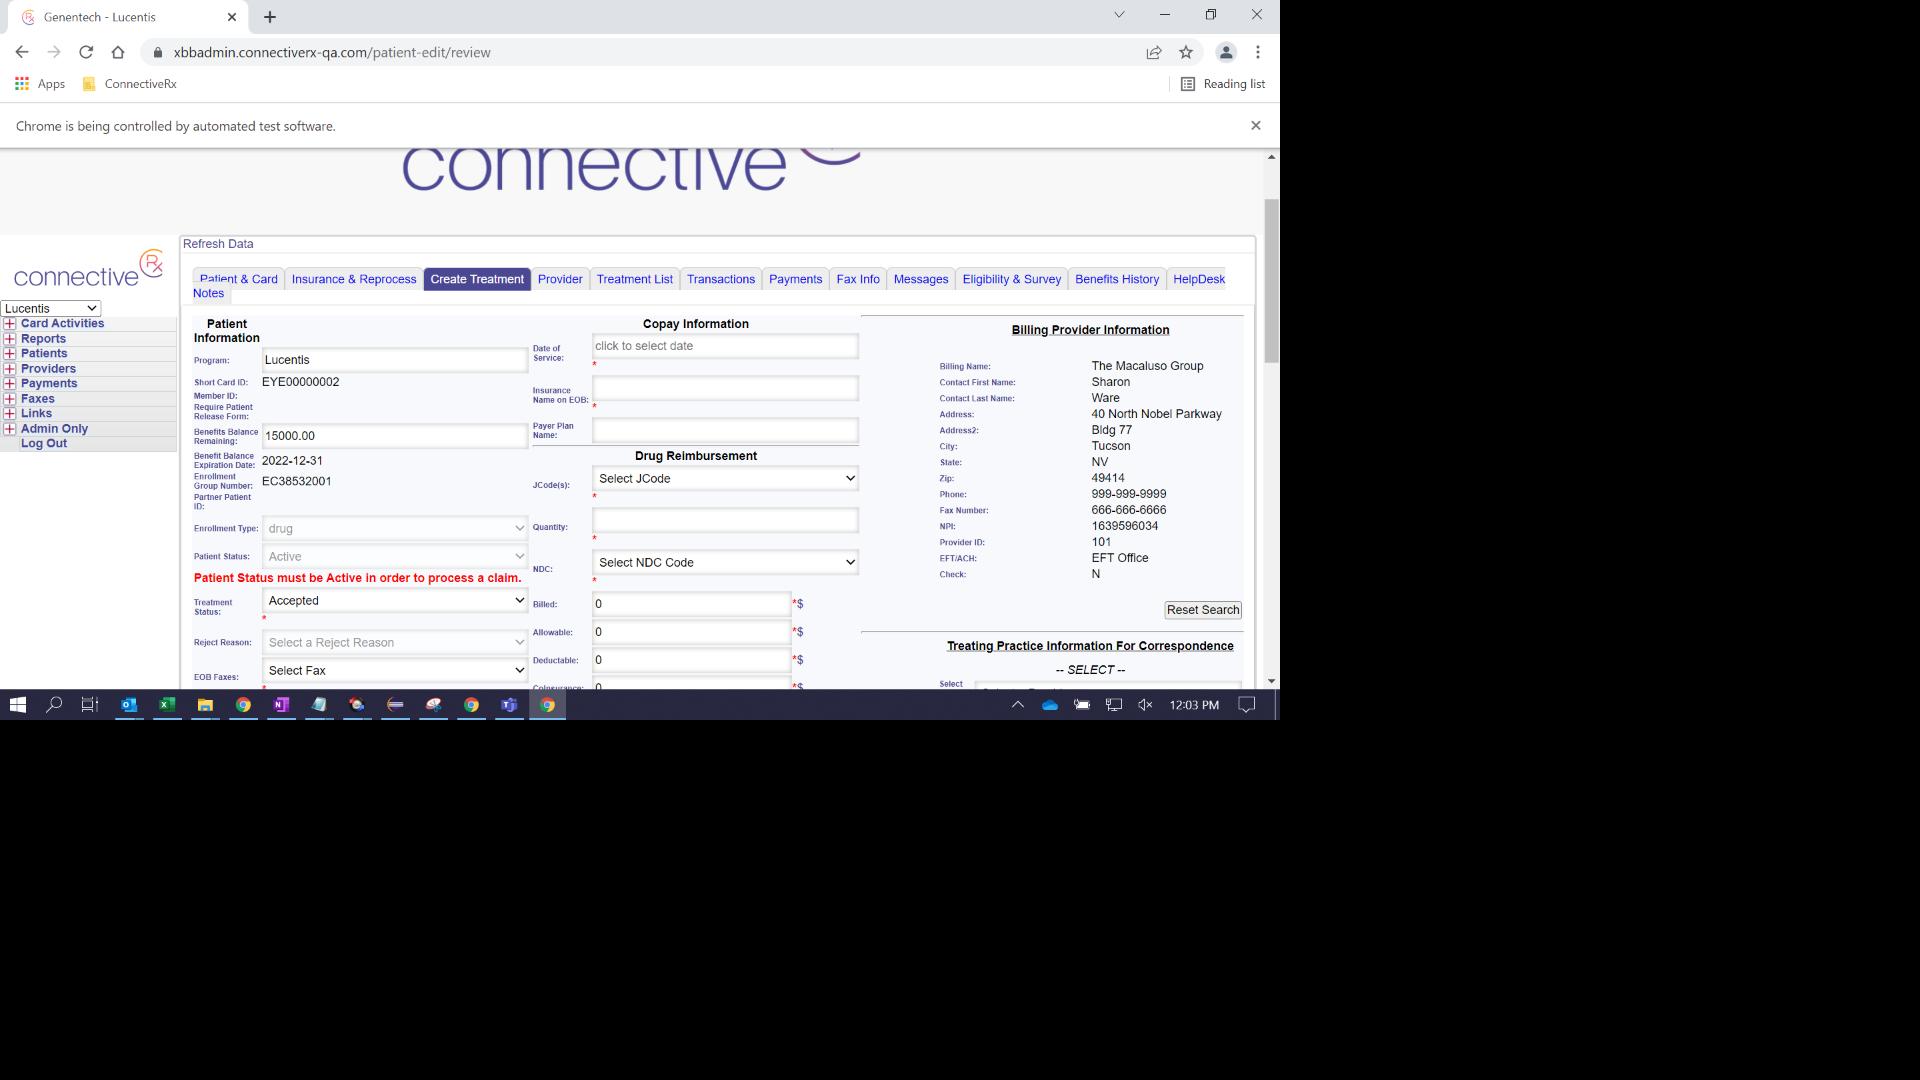 Genentech - Lucentis
xbbadmin.connectiverx-qa.com/patient-edit/review
Apps
ConnectiveRx
Reading list
Chrome is being controlled by automated test software.
connective
Refresh Data
connective Rx
Patient & Card
Insurance & Reprocess
Create Treatment
Provider
Treatment List
Transactions
Payments
Fax Info
Messages
Eligibility & Survey
Benefits History
HelpDesk
Notes
Lucentis
Card Activities
Reports
Patients
Providers
Payments
Faxes
Links
Admin Only
Log Out
Patient
Information
Program: Lucentis
Short Card ID: EYE00000002
Member ID:
Require Patient
Release Form:
Benefits Balance
Remaining: 15000.00
Benefit Balance
Expiration Date: 2022-12-31
Enrollment
Group Number: EC38532001
Partner Patient
ID:
Enrollment Type: drug
Patient Status: Active
Patient Status must be Active in order to process a claim.
Treatment
Status: Accepted
*
Reject Reason: Select a Reject Reason
EOB Faxes: Select Fax
*
Copay Information
Date of
Service: click to select date
*
Insurance
Name on EOB:
*
Payer Plan
Name:
Drug Reimbursement
JCode(s): Select JCode
*
Quantity:
*
NDC: Select NDC Code
*
Billed: 0 *$
Allowable: 0 *$
Deductable: 0 *$
Coinsurance: 0 *$
Billing Provider Information
Billing Name: The Macaluso Group
Contact First Name: Sharon
Contact Last Name: Ware
Address: 40 North Nobel Parkway
Address2: Bldg 77
City: Tucson
State: NV
Zip: 49414
Phone: 999-999-9999
Fax Number: 666-666-6666
NPI: 1639596034
Provider ID: 101
EFT/ACH: EFT Office
Check: N
Reset Search
Treating Practice Information For Correspondence
-- SELECT --
Select
12:03 PM